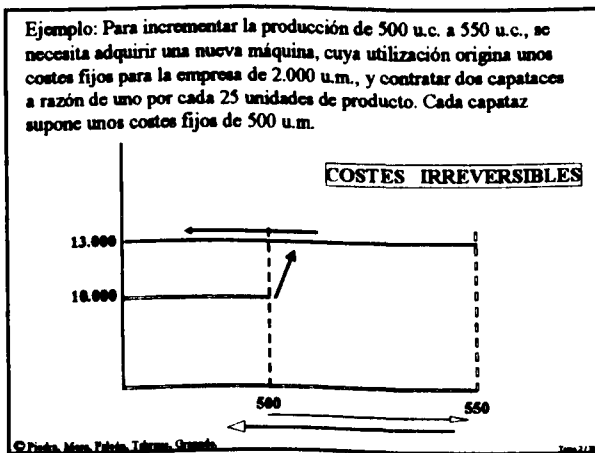 Ejemplo: Para incrementar la producción de 500 u.c. a 550 u.c., se
necesita adquirir una nueva máquina, cuya utilización origina unos
costes fijos para la empresa de 2.000 u.m., y contratar dos capataces
a razón de uno por cada 25 unidades de producto. Cada capataz
supone unos costes fijos de 500 u.m.
COSTES IRREVERSIBLES
13.000
10.000
500
550
© Piedra, Mesa,